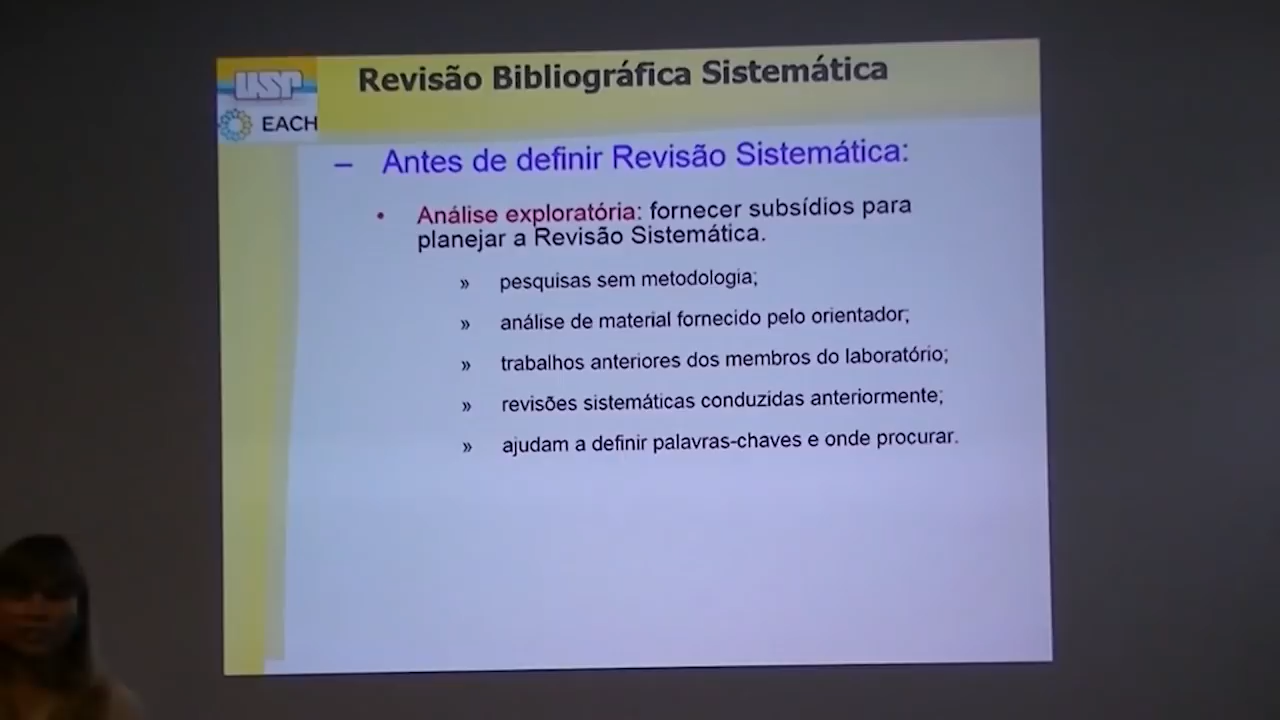 USP
EACH
Revisão Bibliográfica Sistemática
– Antes de definir Revisão Sistemática:
• Análise exploratória: fornecer subsídios para
planejar a Revisão Sistemática.
» pesquisas sem metodologia;
» análise de material fornecido pelo orientador;
» trabalhos anteriores dos membros do laboratório;
» revisões sistemáticas conduzidas anteriormente;
» ajudam a definir palavras-chaves e onde procurar.